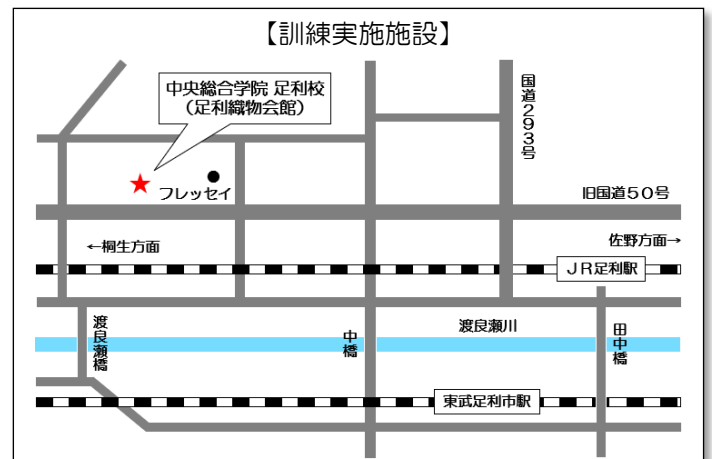 【訓練実施施設】
中央総合学院 足利校
（足利織物会館）
国道293号
フレッセイ
旧国道50号
←桐生方面
佐野方面→
JR足利駅
渡良瀬橋
中橋
渡良瀬川
田中橋
東武足利市駅